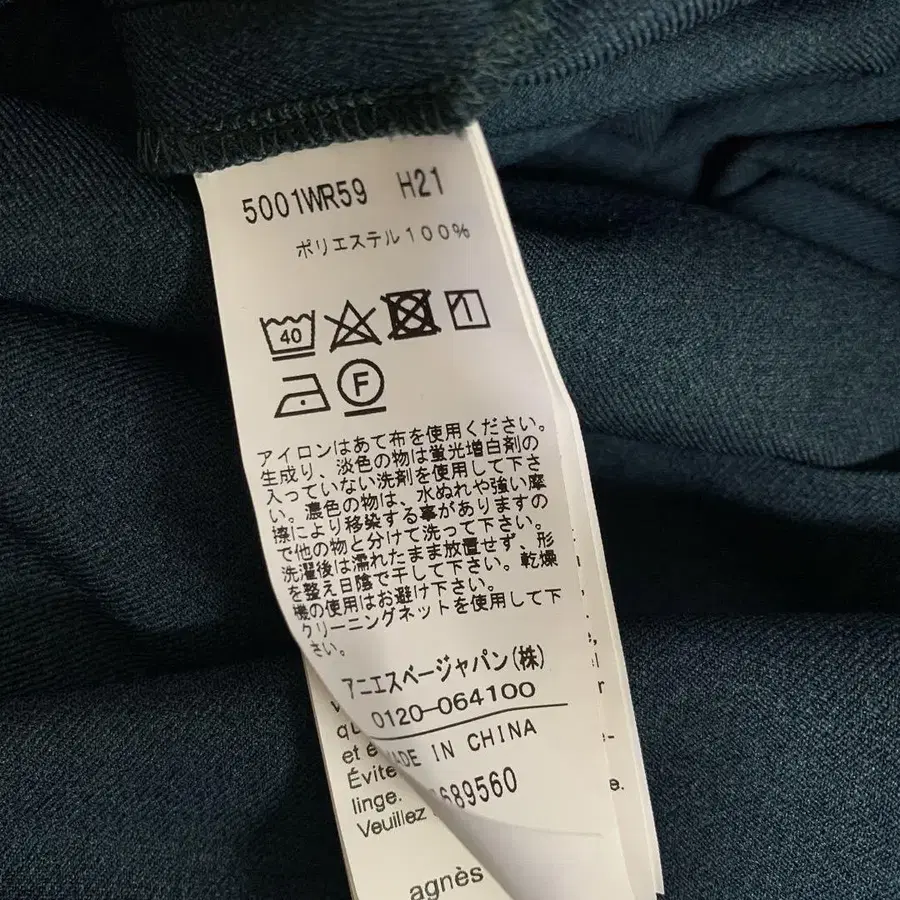 5001WR59 H21
ポリエステル100%
40
F
アイロンはあて布を使用ください。
生成り、淡色の物は蛍光増白剤の
入っていない洗剤を使用して下さ
い。濃色の物は、水ぬれや強い摩
擦により移染する事がありますの
で他の物と分けて洗って下さい。
洗濯後は濡れたまま放置せず、形
を整え日陰で干して下さい。乾燥
機の使用はお避け下さい。
クリーニングネットを使用して下
さい。
アニエスベージャパン(株)
0120-064100
MADE IN CHINA
689560
qu
et é
Évite
linge.
Veuillez
agnès